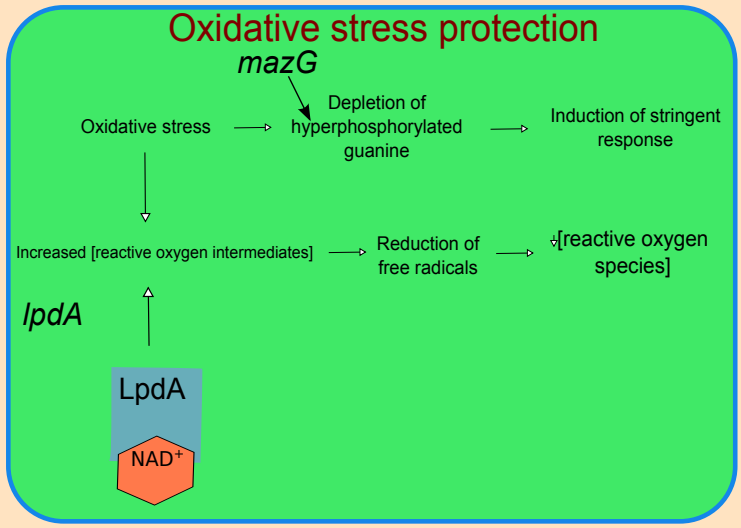 Oxidative stress protection
mazG
Oxidative stress
Depletion of
hyperphosphorylated
guanine
Induction of stringent
response
Increased [reactive oxygen intermediates]
Reduction of
free radicals
[reactive oxygen
species]
lpdA
LpdA
NAD⁺